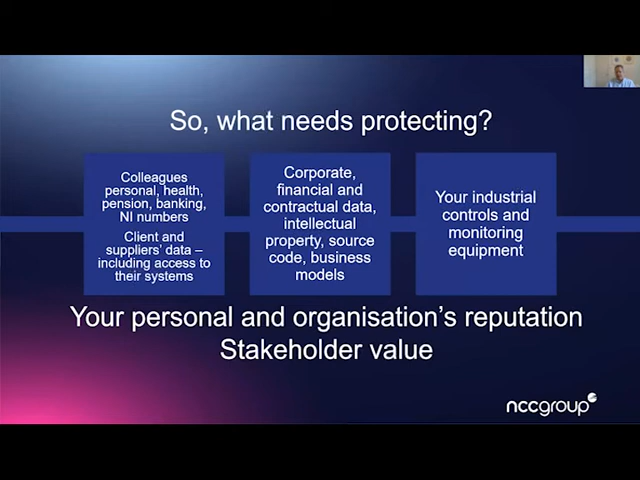 So, what needs protecting?
Colleagues
personal, health,
pension, banking,
NI numbers
Client and
suppliers' data –
including access to
their systems
Corporate,
financial and
contractual data,
intellectual
property, source
code, business
models
Your industrial
controls and
monitoring
equipment
Your personal and organisation's reputation
Stakeholder value
nccgroup